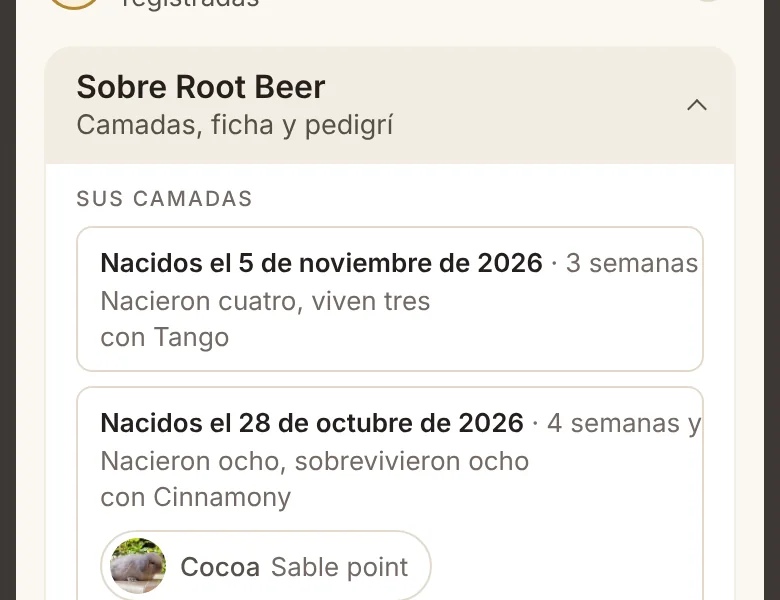 registradas
Sobre Root Beer
Camadas, ficha y pedigrí
SUS CAMADAS
Nacidos el 5 de noviembre de 2026 · 3 semanas
Nacieron cuatro, viven tres
con Tango
Nacidos el 28 de octubre de 2026 · 4 semanas y
Nacieron ocho, sobrevivieron ocho
con Cinnamony
Cocoa Sable point